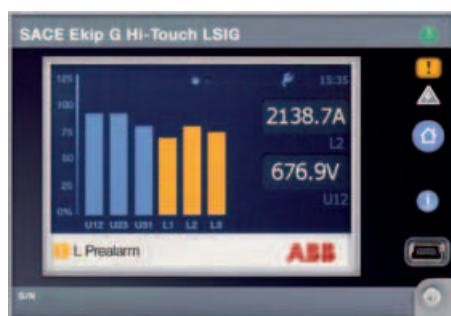 SACE Ekip G Hi-Touch LSIG
125
15:35
100
2138.7A
75
L2
50
676.9V
25
U12
0%
U12 U23 U31 L1 L2 L3
! L Prealarm
ABB
S/N
!
i